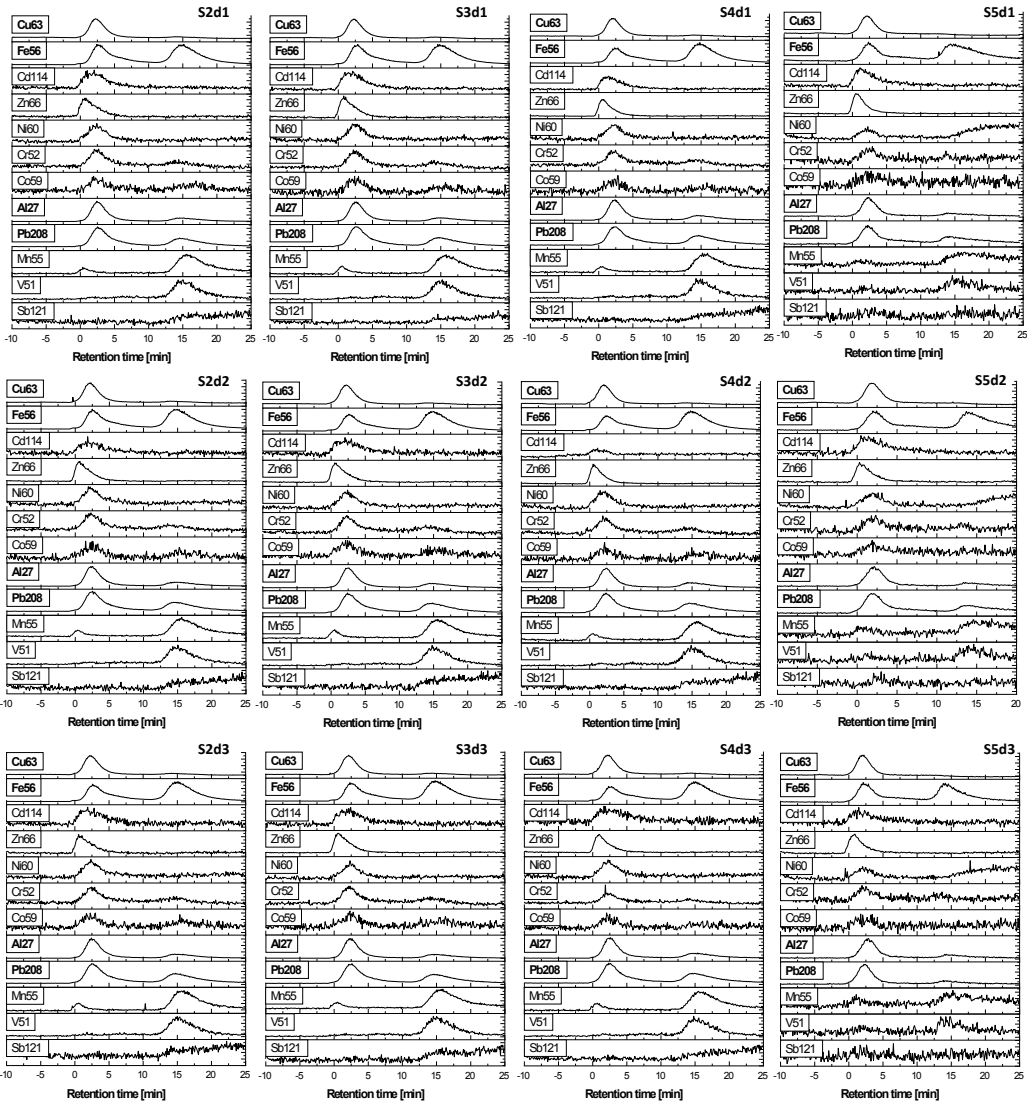 S2d1
Cu63
Fe56
Cd114
Zn66
Ni60
Cr52
Co59
Al27
Pb208
Mn55
V51
Sb121
-10 -5 0 5 10 15 20 25
Retention time [min]
S3d1
Cu63
Fe56
Cd114
Zn66
Ni60
Cr52
Co59
Al27
Pb208
Mn55
V51
Sb121
-10 -5 0 5 10 15 20 25
Retention time [min]
S4d1
Cu63
Fe56
Cd114
Zn66
Ni60
Cr52
Co59
Al27
Pb208
Mn55
V51
Sb121
-10 -5 0 5 10 15 20 25
Retention time [min]
S5d1
Cu63
Fe56
Cd114
Zn66
Ni60
Cr52
Co59
Al27
Pb208
Mn55
V51
Sb121
-10 -5 0 5 10 15 20 25
Retention time [min]
S2d2
Cu63
Fe56
Cd114
Zn66
Ni60
Cr52
Co59
Al27
Pb208
Mn55
V51
Sb121
-10 -5 0 5 10 15 20 25
Retention time [min]
S3d2
Cu63
Fe56
Cd114
Zn66
Ni60
Cr52
Co59
Al27
Pb208
Mn55
V51
Sb121
-10 -5 0 5 10 15 20 25
Retention time [min]
S4d2
Cu63
Fe56
Cd114
Zn66
Ni60
Cr52
Co59
Al27
Pb208
Mn55
V51
Sb121
-10 -5 0 5 10 15 20 25
Retention time [min]
S5d2
Cu63
Fe56
Cd114
Zn66
Ni60
Cr52
Co59
Al27
Pb208
Mn55
V51
Sb121
-10 -5 0 5 10 15 20
Retention time [min]
S2d3
Cu63
Fe56
Cd114
Zn66
Ni60
Cr52
Co59
Al27
Pb208
Mn55
V51
Sb121
-10 -5 0 5 10 15 20 25
Retention time [min]
S3d3
Cu63
Fe56
Cd114
Zn66
Ni60
Cr52
Co59
Al27
Pb208
Mn55
V51
Sb121
-10 -5 0 5 10 15 20 25
Retention time [min]
S4d3
Cu63
Fe56
Cd114
Zn66
Ni60
Cr52
Co59
Al27
Pb208
Mn55
V51
Sb121
-10 -5 0 5 10 15 20 25
Retention time [min]
S5d3
Cu63
Fe56
Cd114
Zn66
Ni60
Cr52
Co59
Al27
Pb208
Mn55
V51
Sb121
-10 -5 0 5 10 15 20 25
Retention time [min]